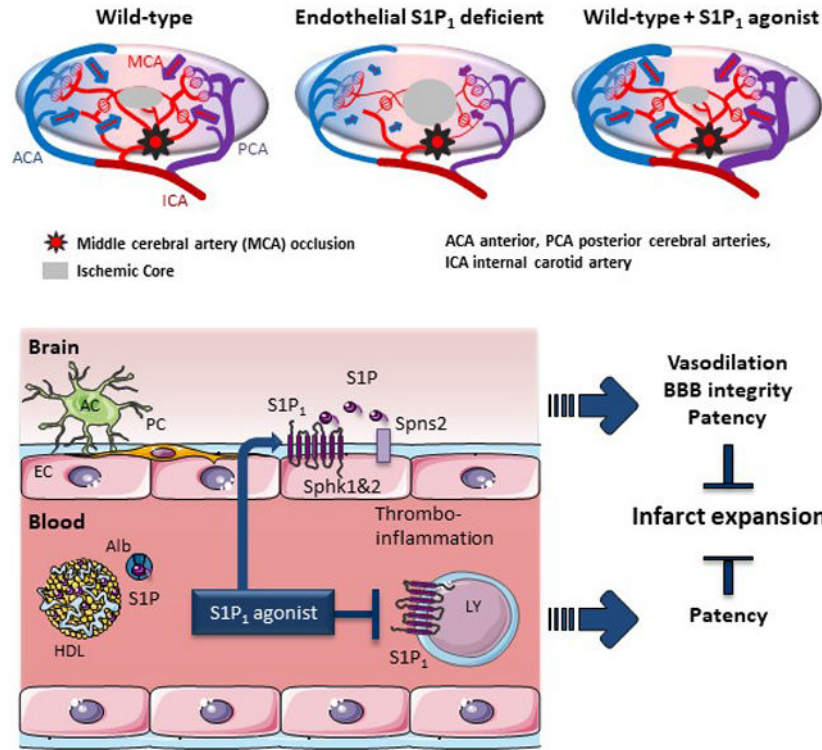 Wild-type
Endothelial S1P₁ deficient
Wild-type + S1P₁ agonist
MCA
ACA
PCA
ICA
Middle cerebral artery (MCA) occlusion
Ischemic Core
ACA anterior, PCA posterior cerebral arteries,
ICA internal carotid artery
Brain
AC
PC
EC
S1P₁
S1P
Spns2
Sphk1&2
Blood
Thrombo-
inflammation
Alb
S1P
HDL
S1P₁ agonist
LY
S1P₁
Vasodilation
BBB integrity
Patency
Infarct expansion
Patency